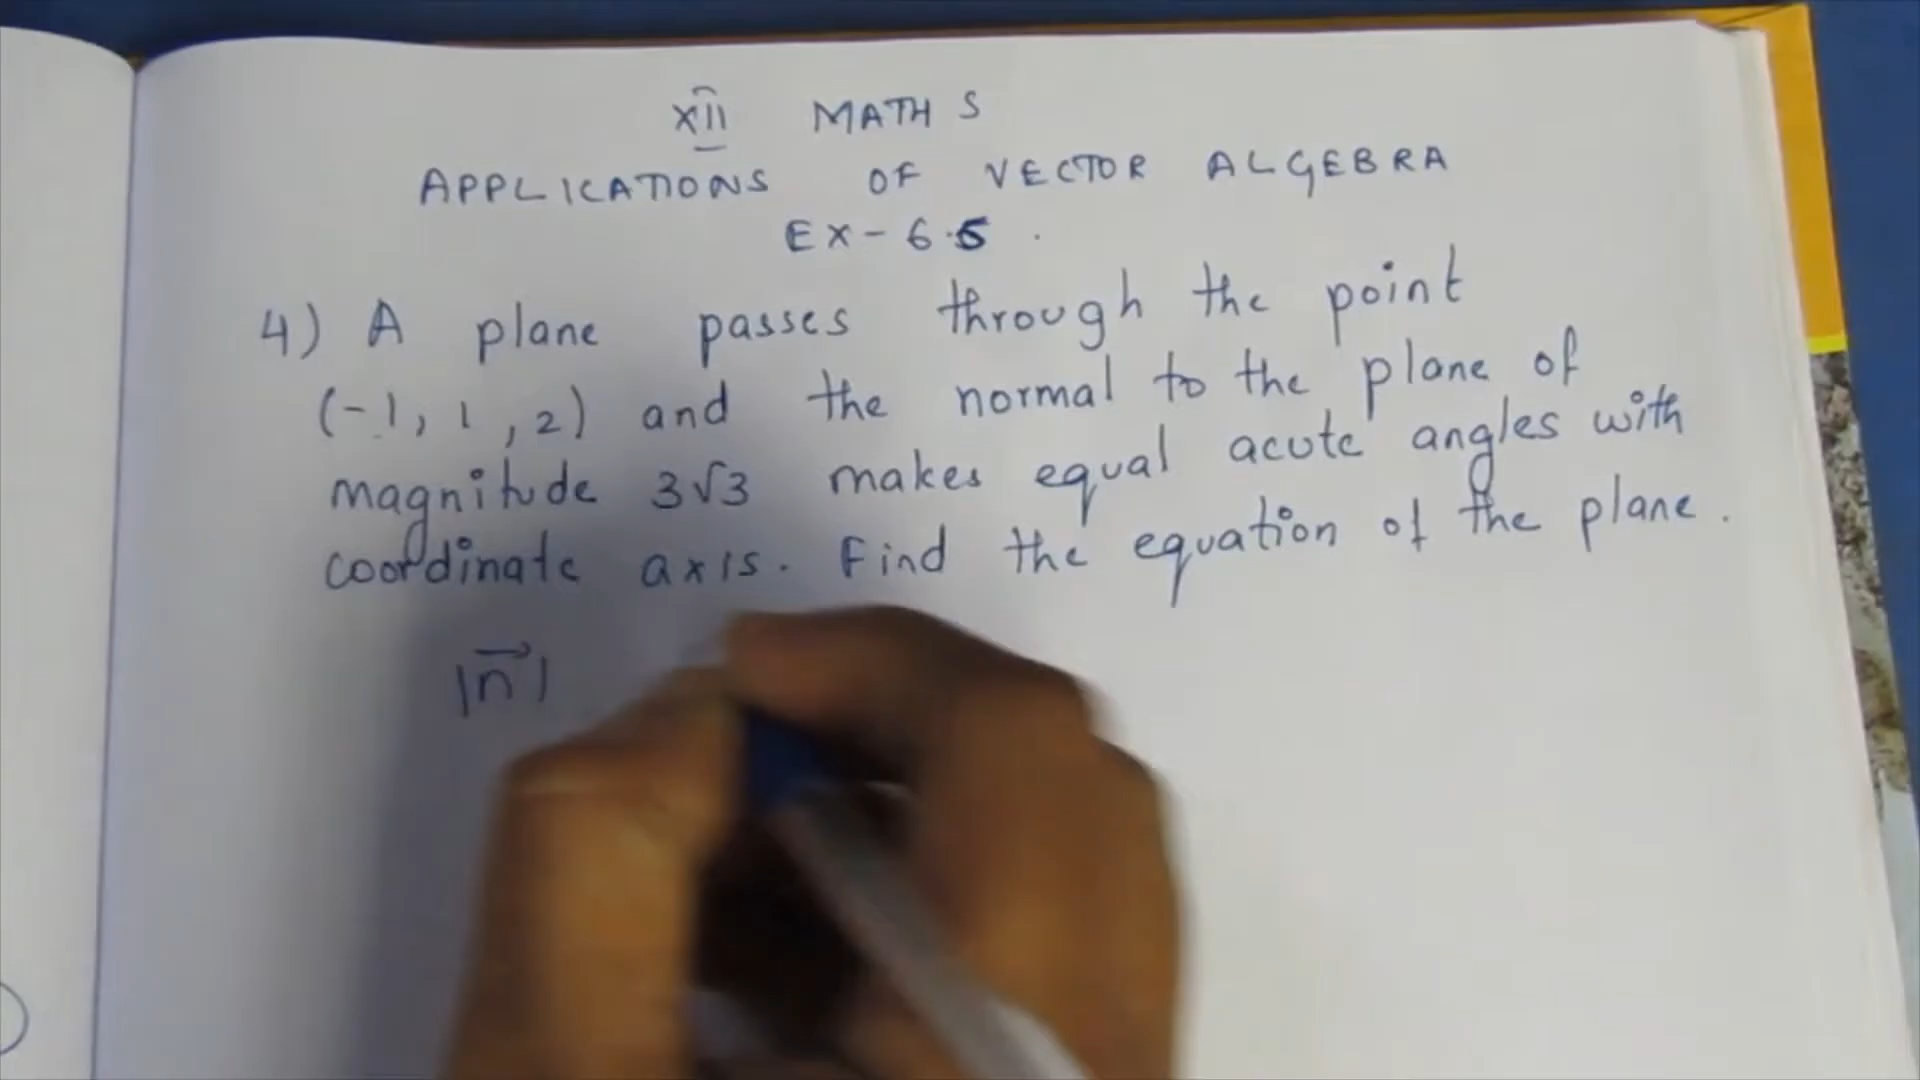 XII MATHS
APPLICATIONS OF VECTOR ALGEBRA
EX-6.5.
4) A plane passes through the point
(-1, 1, 2) and the normal to the plane of
magnitude 3√3 makes equal acute angles with
coordinate axis. Find the equation of the plane.
|n⃗|